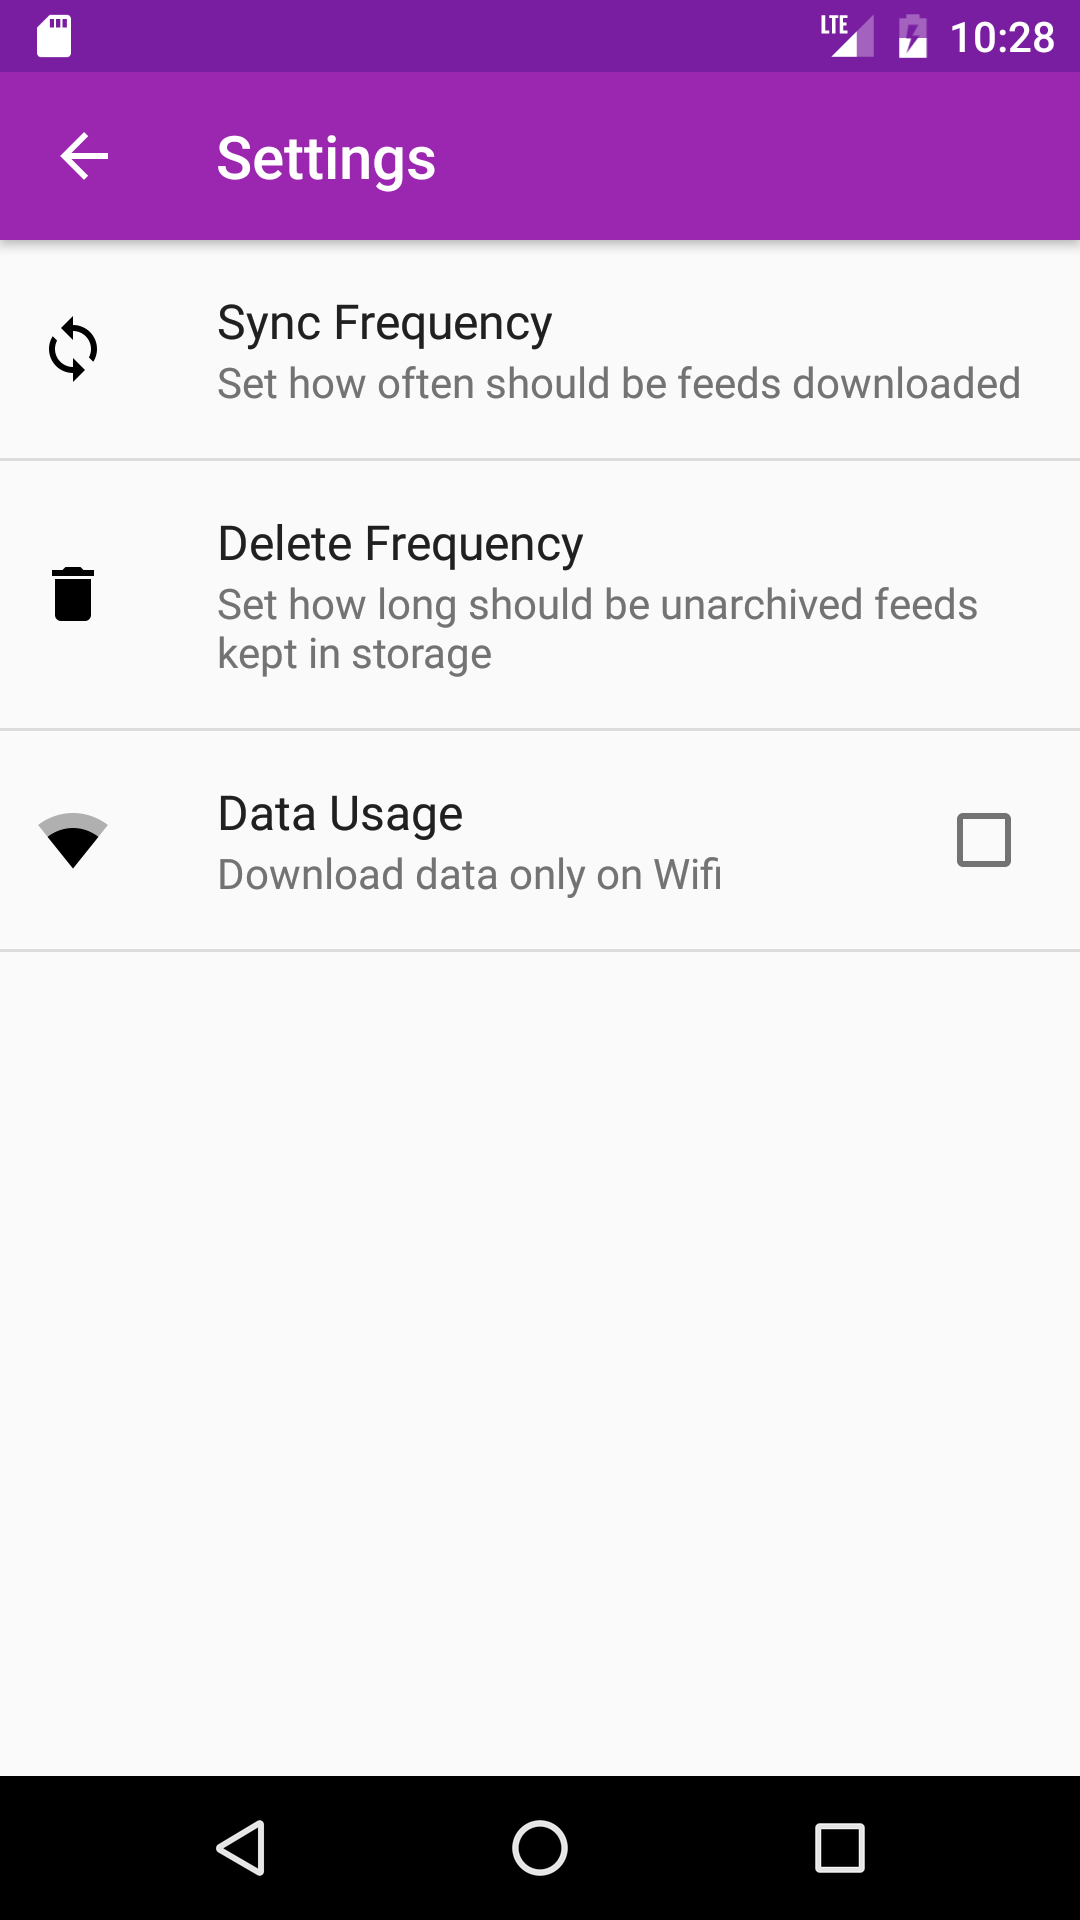 LTE 10:28
Settings
Sync Frequency
Set how often should be feeds downloaded
Delete Frequency
Set how long should be unarchived feeds
kept in storage
Data Usage
Download data only on Wifi